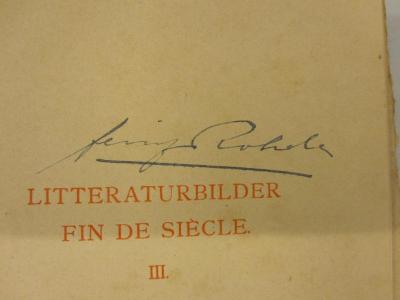 LITTERATURBILDER
FIN DE SIÈCLE.
III.